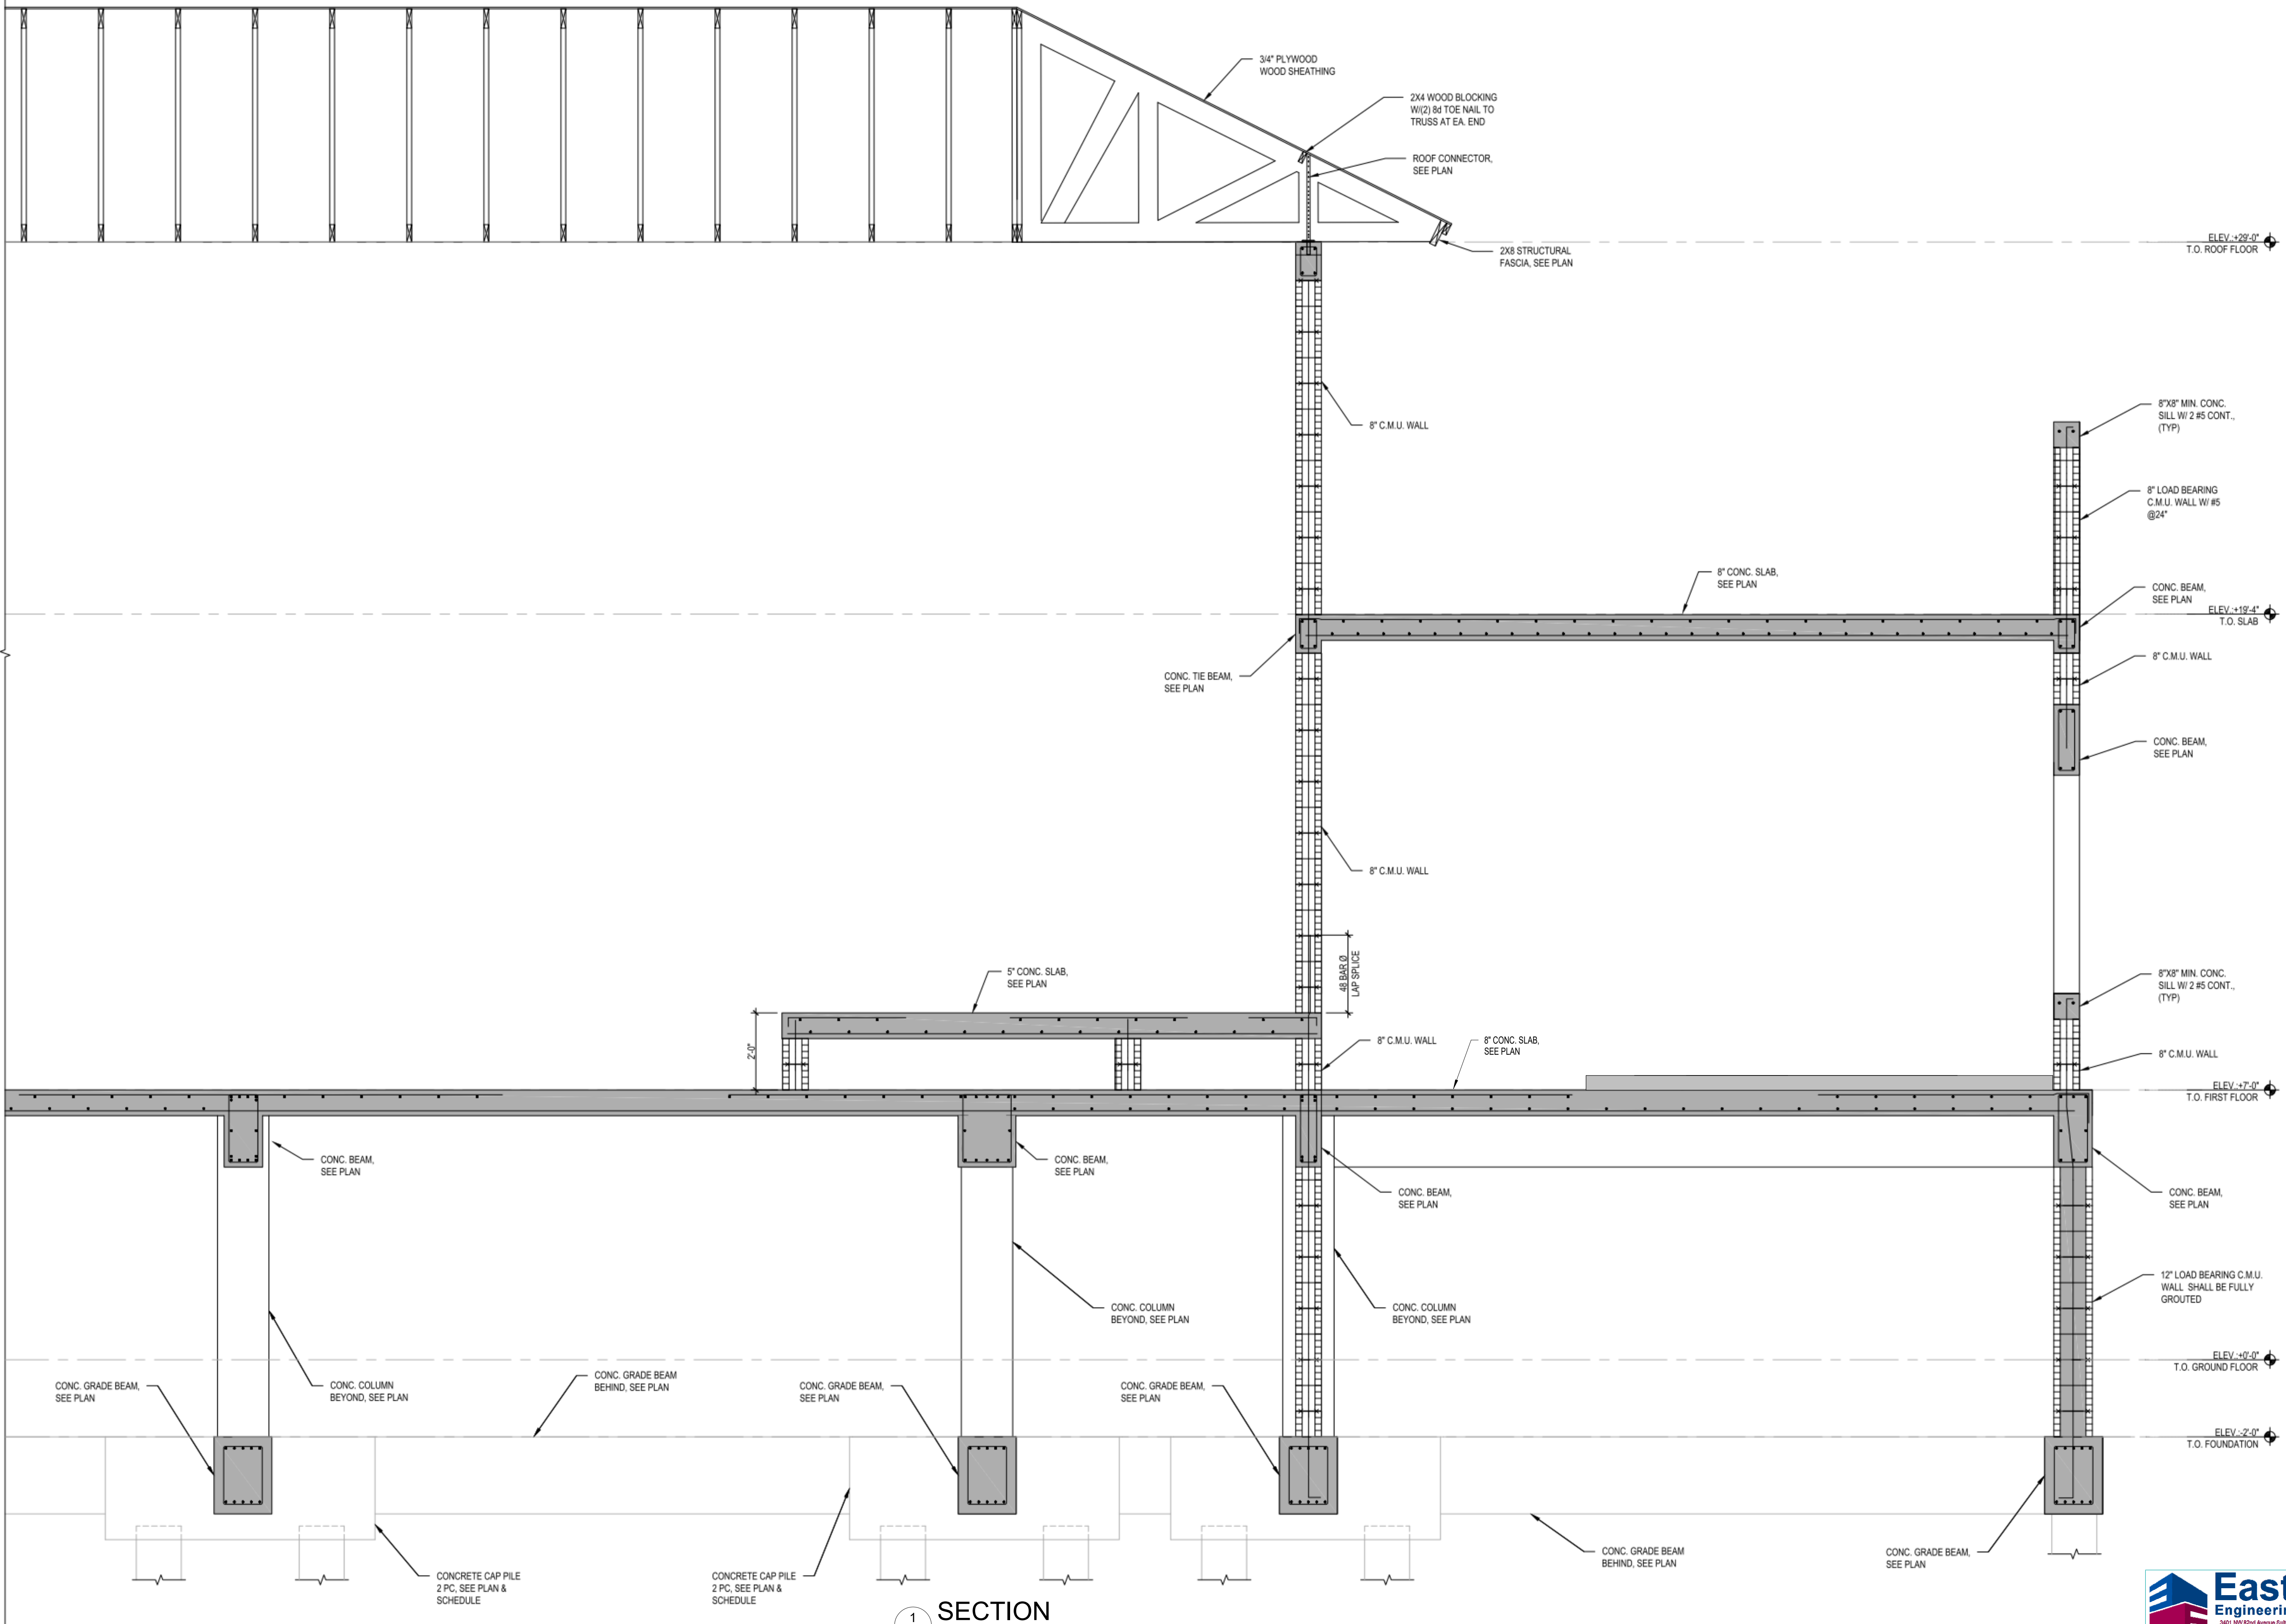 3/4" PLYWOOD
WOOD SHEATHING
2X4 WOOD BLOCKING
W/(2) 8d TOE NAIL TO
TRUSS AT EA. END
ROOF CONNECTOR,
SEE PLAN
2X8 STRUCTURAL
FASCIA, SEE PLAN
ELEV.:+29'-0"
T.O. ROOF FLOOR
8" C.M.U. WALL
8"X8" MIN. CONC.
SILL W/ 2 #5 CONT.,
(TYP)
8" LOAD BEARING
C.M.U. WALL W/ #5
@24"
8" CONC. SLAB,
SEE PLAN
CONC. BEAM,
SEE PLAN
ELEV.:+19'-4"
T.O. SLAB
8" C.M.U. WALL
CONC. TIE BEAM,
SEE PLAN
CONC. BEAM,
SEE PLAN
8" C.M.U. WALL
48 BAR Ø
LAP SPLICE
5" CONC. SLAB,
SEE PLAN
8"X8" MIN. CONC.
SILL W/ 2 #5 CONT.,
(TYP)
2'-0"
8" C.M.U. WALL
8" CONC. SLAB,
SEE PLAN
8" C.M.U. WALL
ELEV.:+7'-0"
T.O. FIRST FLOOR
CONC. BEAM,
SEE PLAN
CONC. BEAM,
SEE PLAN
CONC. BEAM,
SEE PLAN
CONC. BEAM,
SEE PLAN
12" LOAD BEARING C.M.U.
WALL SHALL BE FULLY
GROUTED
CONC. COLUMN
BEYOND, SEE PLAN
CONC. COLUMN
BEYOND, SEE PLAN
ELEV.:+0'-0"
T.O. GROUND FLOOR
CONC. GRADE BEAM,
SEE PLAN
CONC. COLUMN
BEYOND, SEE PLAN
CONC. GRADE BEAM
BEHIND, SEE PLAN
CONC. GRADE BEAM,
SEE PLAN
CONC. GRADE BEAM,
SEE PLAN
ELEV.:-2'-0"
T.O. FOUNDATION
CONCRETE CAP PILE
2 PC, SEE PLAN &
SCHEDULE
CONCRETE CAP PILE
2 PC, SEE PLAN &
SCHEDULE
CONC. GRADE BEAM
BEHIND, SEE PLAN
CONC. GRADE BEAM,
SEE PLAN
1 SECTION
East
Engineerin